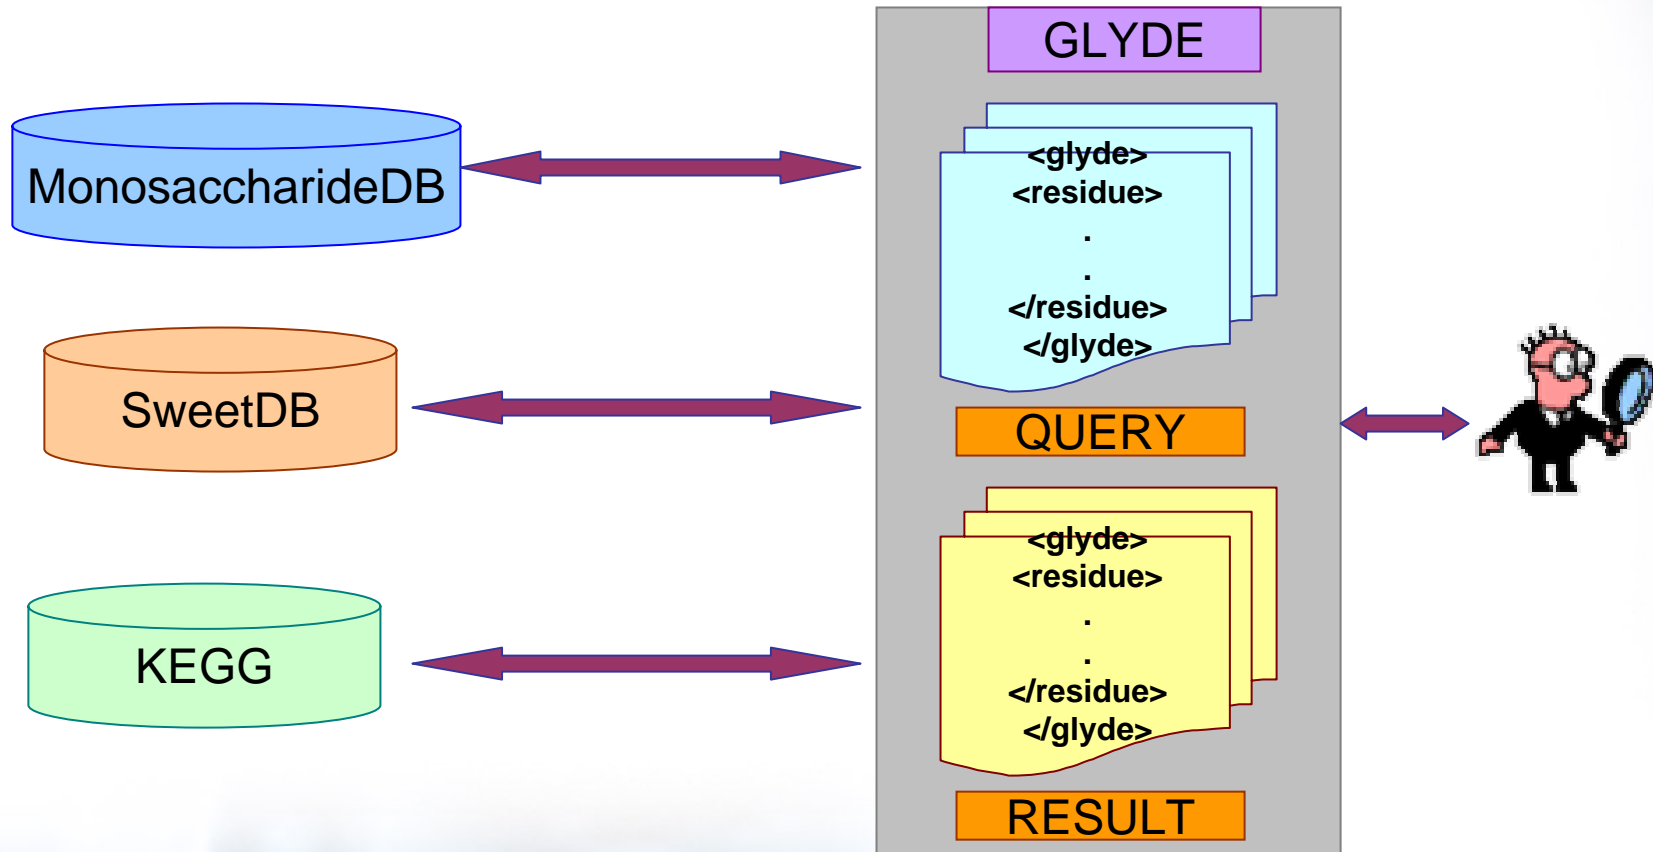 GLYDE
MonosaccharideDB
<glyde>
<residue>
.
.
</residue>
</glyde>
SweetDB
QUERY
<glyde>
<residue>
.
.
</residue>
</glyde>
KEGG
RESULT